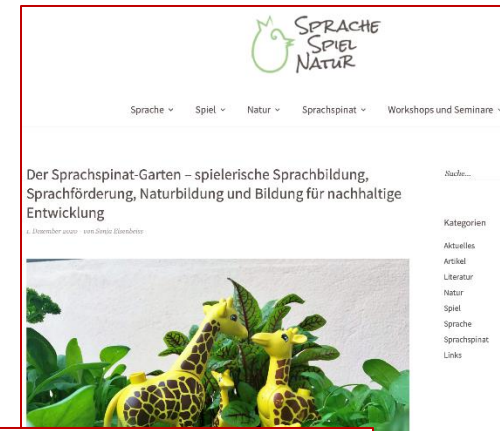 SPRACHE
SPIEL
NATUR
Sprache
Spiel
Natur
Sprachspinat
Workshops und Seminare
Der Sprachspinat-Garten – spielerische Sprachbildung,
Sprachförderung, Naturbildung und Bildung für nachhaltige
Entwicklung
1. Dezember 2020 · von Sonja Eisenbeiss
Suche...
Kategorien
Aktuelles
Artikel
Literatur
Natur
Spiel
Sprache
Sprachspinat
Links